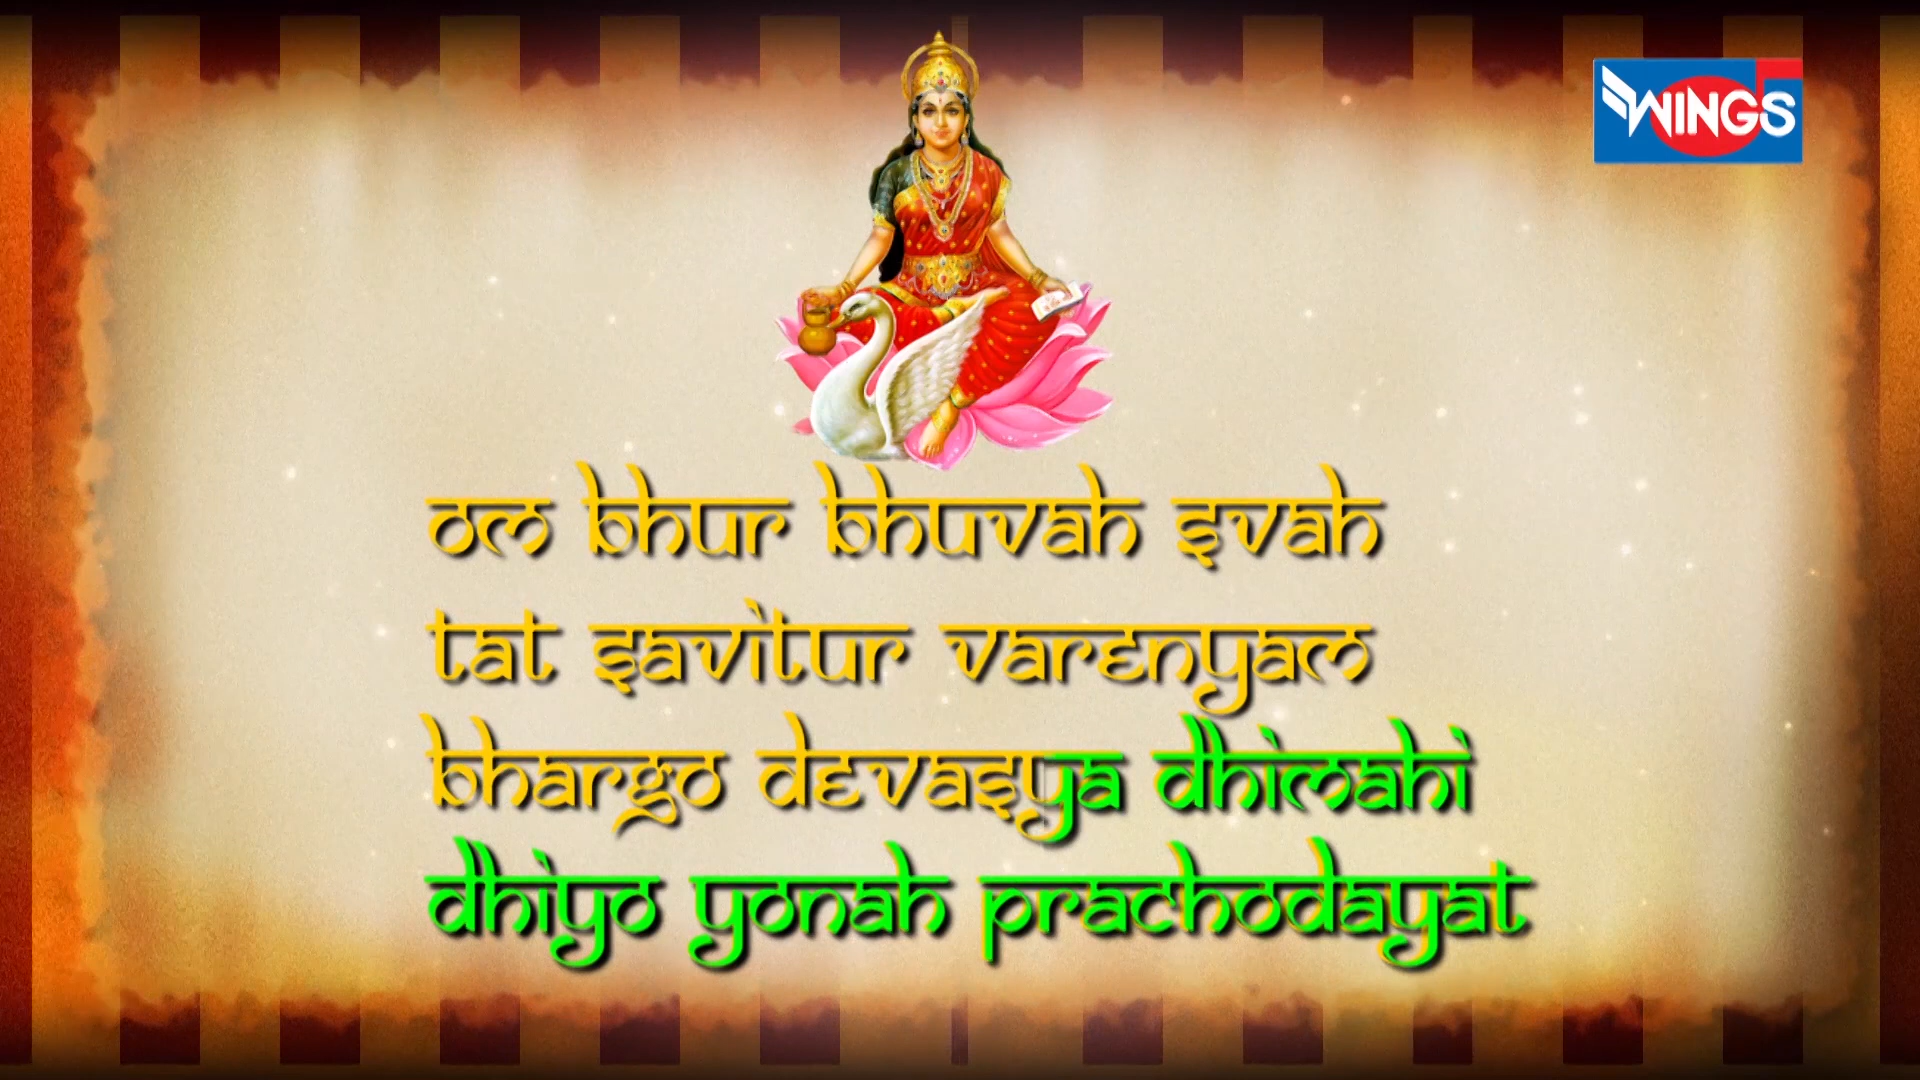 WINGS
om bhur bhuvah svah
tat savitur varenyam
bhargo devasya dhimahi
dhiyo yonah prachodayat